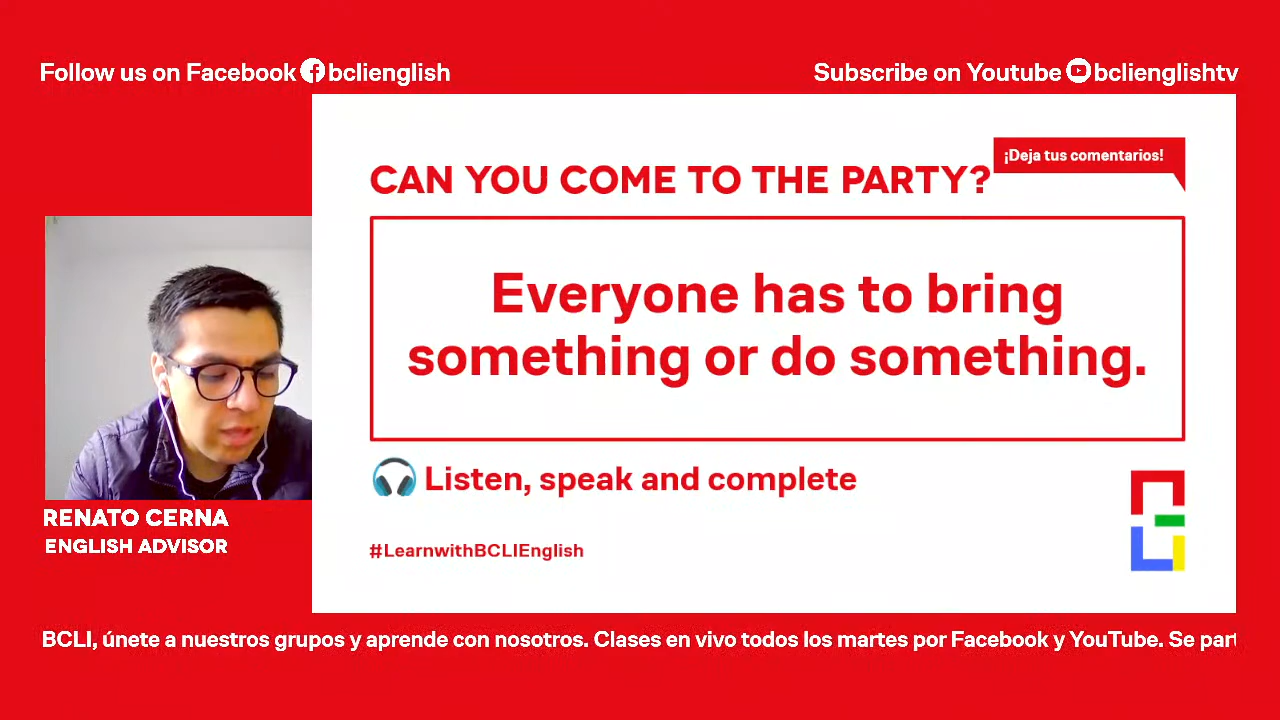 Follow us on Facebook bclienglish
Subscribe on Youtube bclienglishtv
¡Deja tus comentarios!
CAN YOU COME TO THE PARTY?
Everyone has to bring
something or do something.
Listen, speak and complete
#LearnwithBCLIEnglish
RENATO CERNA
ENGLISH ADVISOR
BCLI, únete a nuestros grupos y aprende con nosotros. Clases en vivo todos los martes por Facebook y YouTube. Se